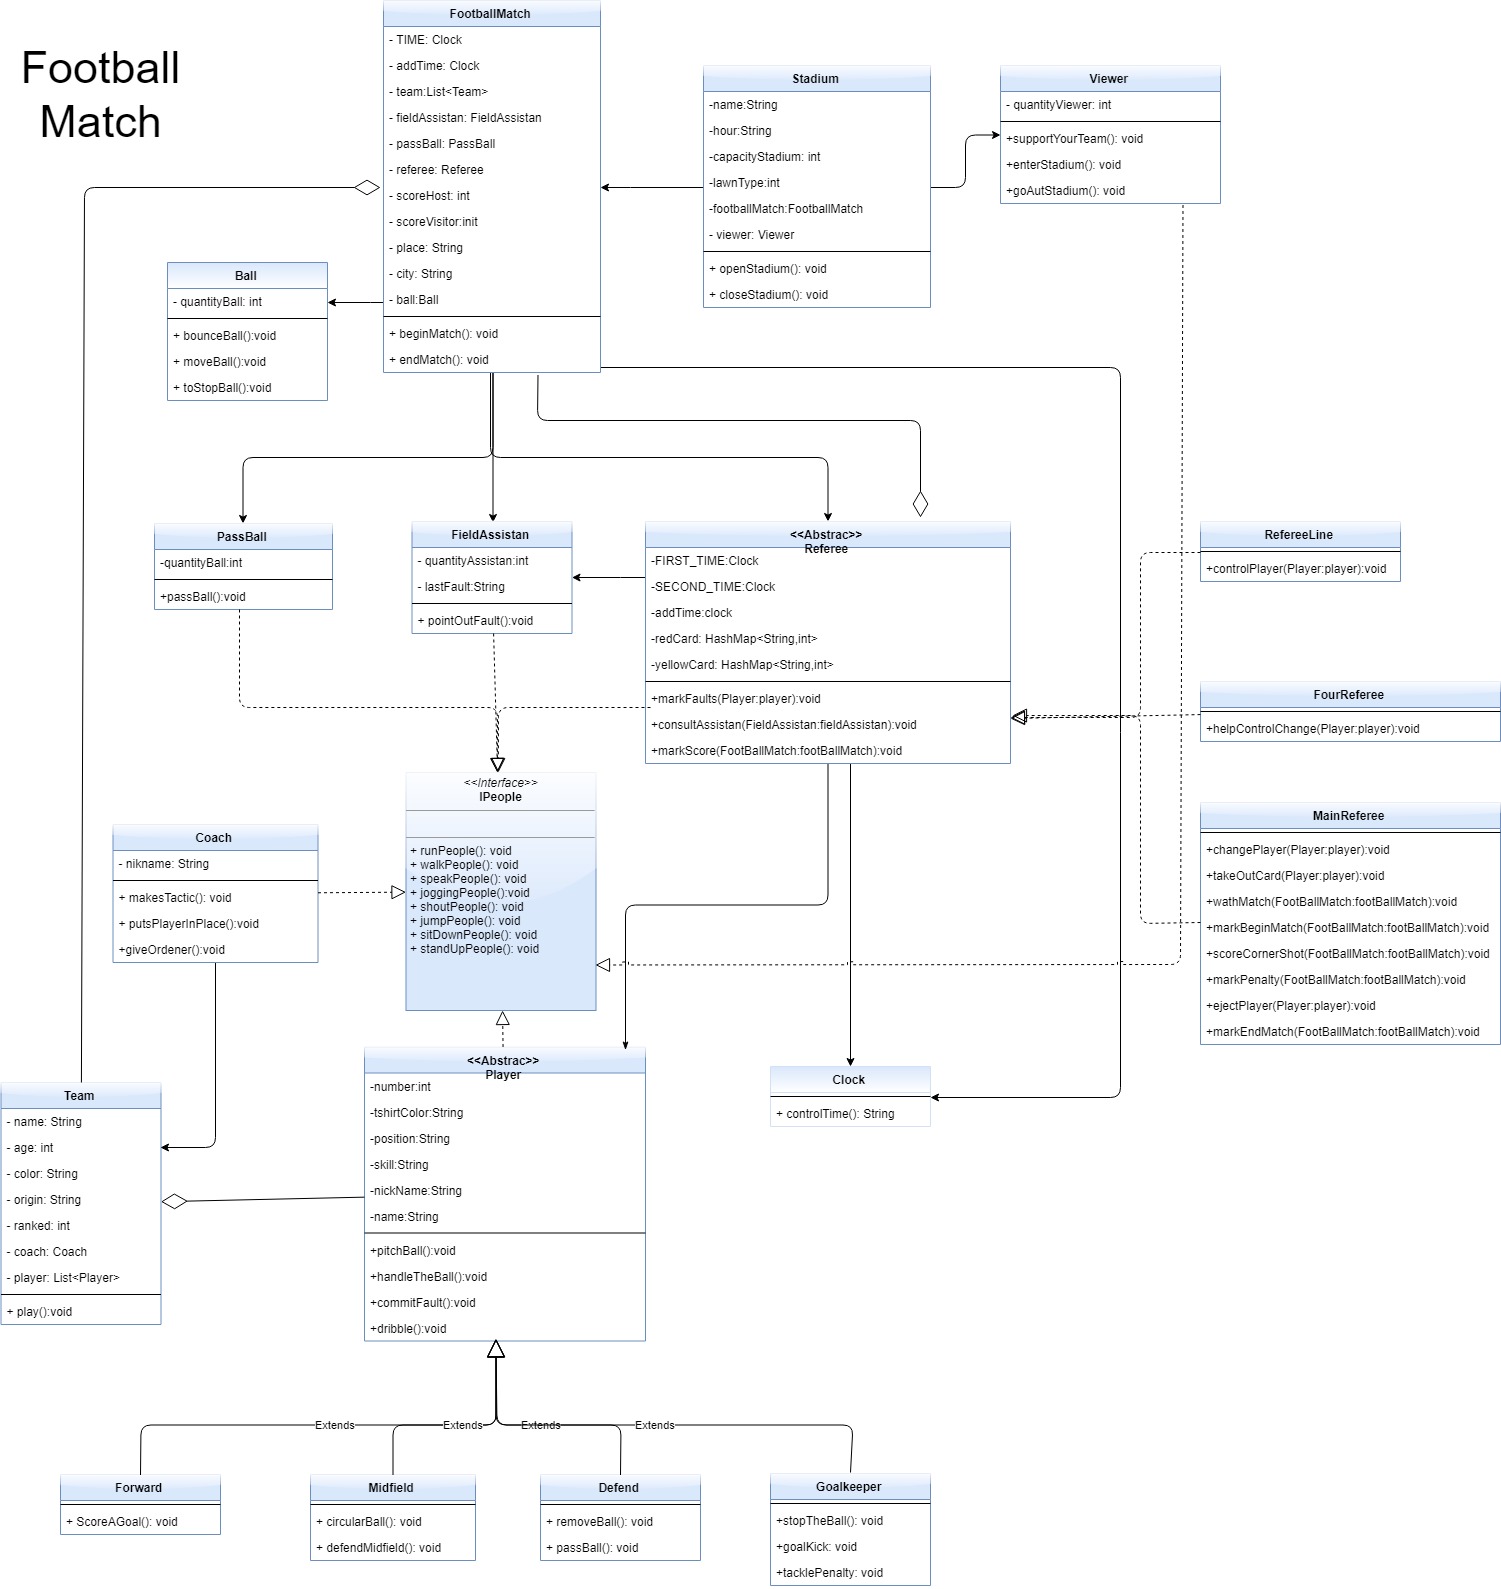 Football
Match
FootballMatch
- TIME: Clock
- addTime: Clock
- team:List<Team>
- fieldAssistan: FieldAssistan
- passBall: PassBall
- referee: Referee
- scoreHost: int
- scoreVisitor:init
- place: String
- city: String
- ball:Ball
+ beginMatch(): void
+ endMatch(): void
Stadium
-name:String
-hour:String
-capacityStadium: int
-lawnType:int
-footballMatch:FootballMatch
- viewer: Viewer
+ openStadium(): void
+ closeStadium(): void
Viewer
- quantityViewer: int
+supportYourTeam(): void
+enterStadium(): void
+goAutStadium(): void
Ball
- quantityBall: int
+ bounceBall():void
+ moveBall():void
+ toStopBall():void
PassBall
-quantityBall:int
+passBall():void
FieldAssistan
- quantityAssistan:int
- lastFault:String
+ pointOutFault():void
<<Abstrac>>
Referee
-FIRST_TIME:Clock
-SECOND_TIME:Clock
-addTime:clock
-redCard: HashMap<String,int>
-yellowCard: HashMap<String,int>
+markFaults(Player:player):void
+consultAssistan(FieldAssistan:fieldAssistan):void
+markScore(FootBallMatch:footBallMatch):void
RefereeLine
+controlPlayer(Player:player):void
FourReferee
+helpControlChange(Player:player):void
MainReferee
+changePlayer(Player:player):void
+takeOutCard(Player:player):void
+wathMatch(FootBallMatch:footBallMatch):void
+markBeginMatch(FootBallMatch:footBallMatch):void
+scoreCornerShot(FootBallMatch:footBallMatch):void
+markPenalty(FootBallMatch:footBallMatch):void
+ejectPlayer(Player:player):void
+markEndMatch(FootBallMatch:footBallMatch):void
<<Interface>>
IPeople
+ runPeople(): void
+ walkPeople(): void
+ speakPeople(): void
+ joggingPeople():void
+ shoutPeople(): void
+ jumpPeople(): void
+ sitDownPeople(): void
+ standUpPeople(): void
Coach
- nikname: String
+ makesTactic(): void
+ putsPlayerInPlace():void
+giveOrdener():void
Team
- name: String
- age: int
- color: String
- origin: String
- ranked: int
- coach: Coach
- player: List<Player>
+ play():void
<<Abstrac>>
Player
-number:int
-tshirtColor:String
-position:String
-skill:String
-nickName:String
-name:String
+pitchBall():void
+handleTheBall():void
+commitFault():void
+dribble():void
Clock
+ controlTime(): String
Extends
Extends
Extends
Extends
Forward
+ ScoreAGoal(): void
Midfield
+ circularBall(): void
+ defendMidfield(): void
Defend
+ removeBall(): void
+ passBall(): void
Goalkeeper
+stopTheBall(): void
+goalKick: void
+tacklePenalty: void